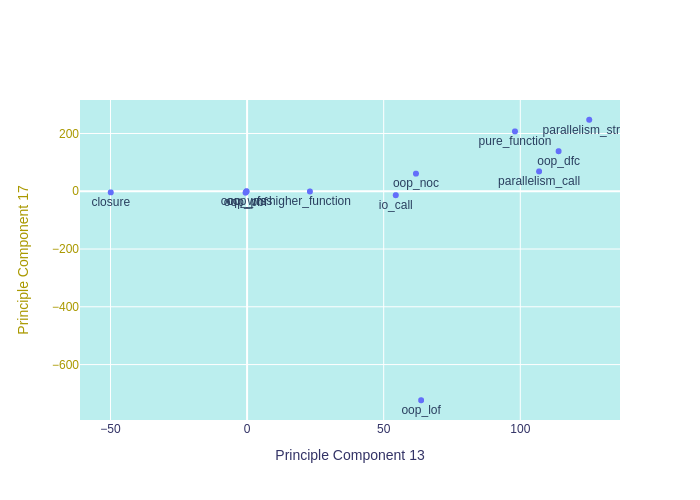 200
0
−200
−400
−600
Principle Component 17
parallelism_str
pure_function
oop_dfc
parallelism_call
oop_noc
closure
higher_function
io_call
oop_lof
−50
0
50
100
Principle Component 13